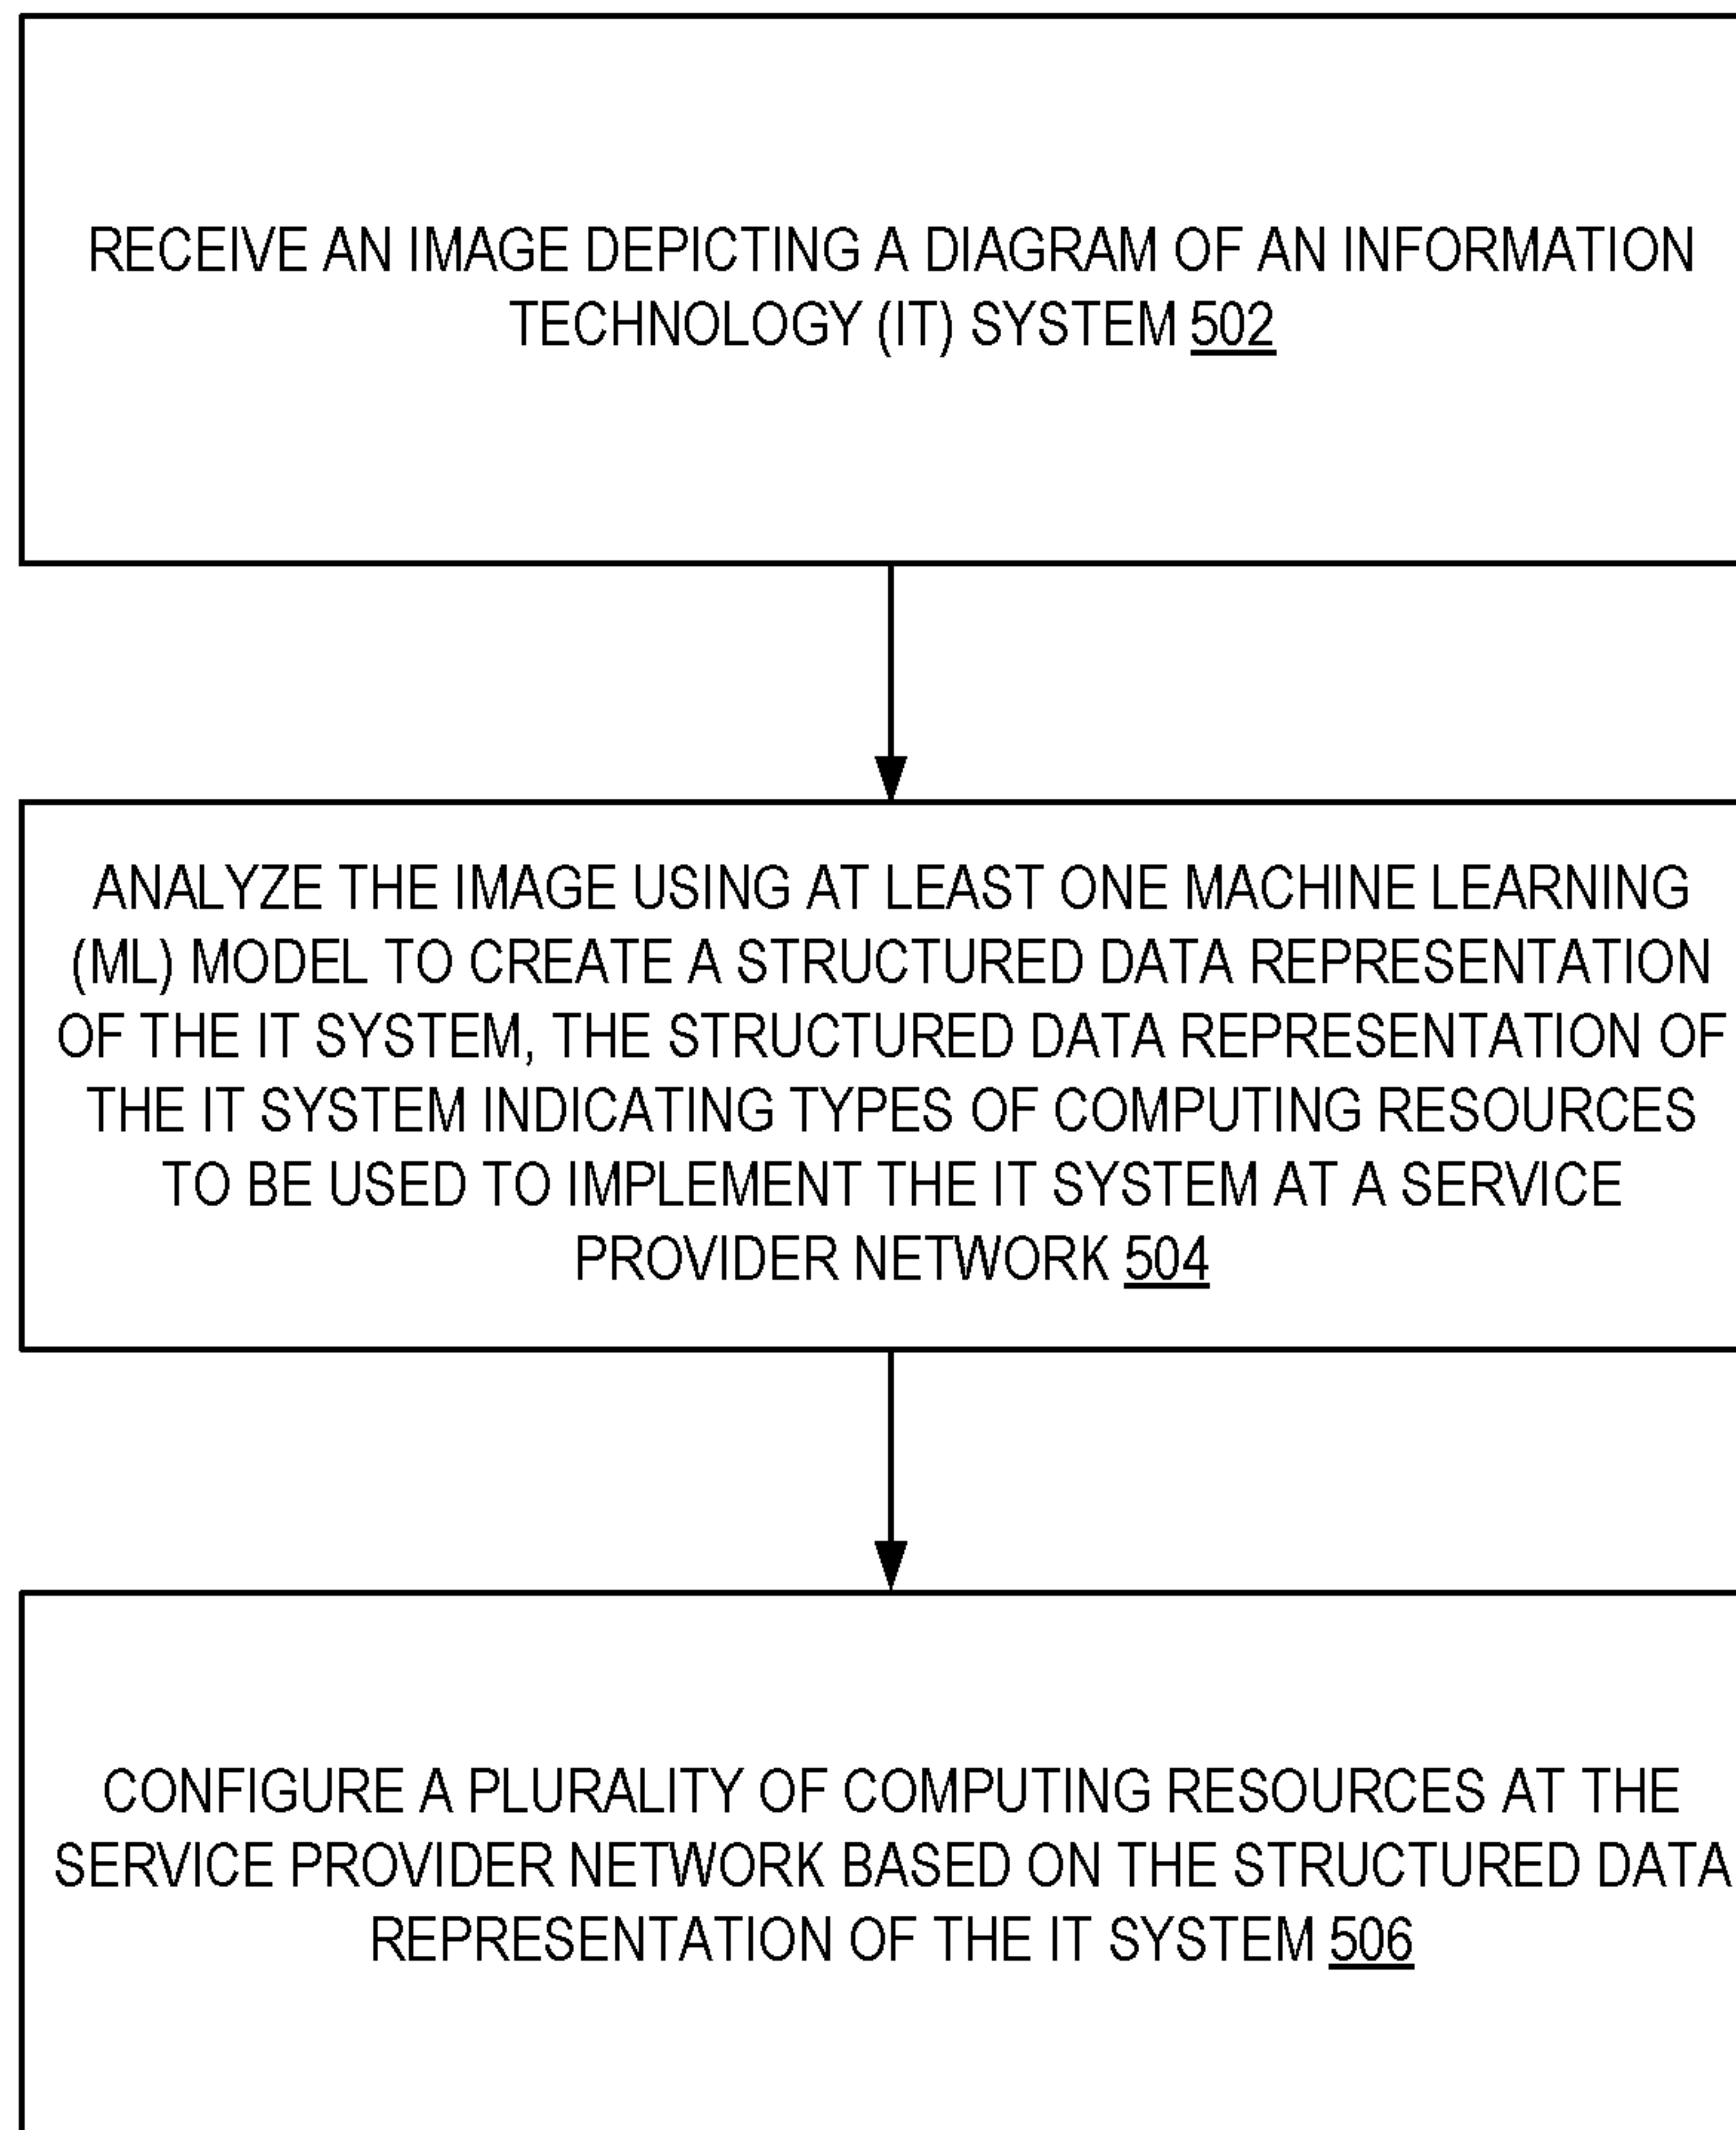 RECEIVE AN IMAGE DEPICTING A DIAGRAM OF AN INFORMATION
TECHNOLOGY (IT) SYSTEM 502
ANALYZE THE IMAGE USING AT LEAST ONE MACHINE LEARNING
(ML) MODEL TO CREATE A STRUCTURED DATA REPRESENTATION
OF THE IT SYSTEM, THE STRUCTURED DATA REPRESENTATION OF
THE IT SYSTEM INDICATING TYPES OF COMPUTING RESOURCES
TO BE USED TO IMPLEMENT THE IT SYSTEM AT A SERVICE
PROVIDER NETWORK 504
CONFIGURE A PLURALITY OF COMPUTING RESOURCES AT THE
SERVICE PROVIDER NETWORK BASED ON THE STRUCTURED DATA
REPRESENTATION OF THE IT SYSTEM 506